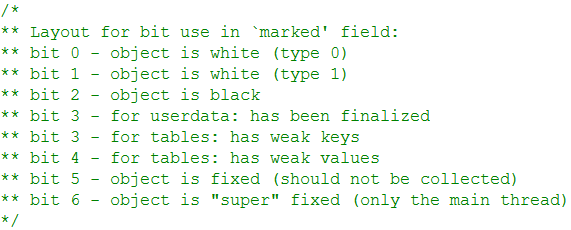 /*
** Layout for bit use in `marked' field:
** bit 0 - object is white (type 0)
** bit 1 - object is white (type 1)
** bit 2 - object is black
** bit 3 - for userdata: has been finalized
** bit 3 - for tables: has weak keys
** bit 4 - for tables: has weak values
** bit 5 - object is fixed (should not be collected)
** bit 6 - object is "super" fixed (only the main thread)
*/